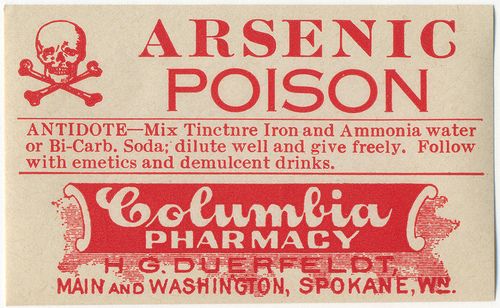 ARSENIC
POISON
ANTIDOTE—Mix Tinctnre Iron and Ammonia water
or Bi-Carb. Soda; dilute well and give freely. Follow
with emetics and demulcent drinks.
Columbia
PHARMACY
H. G. DUERFELDT,
MAIN AND WASHINGTON, SPOKANE, WN.